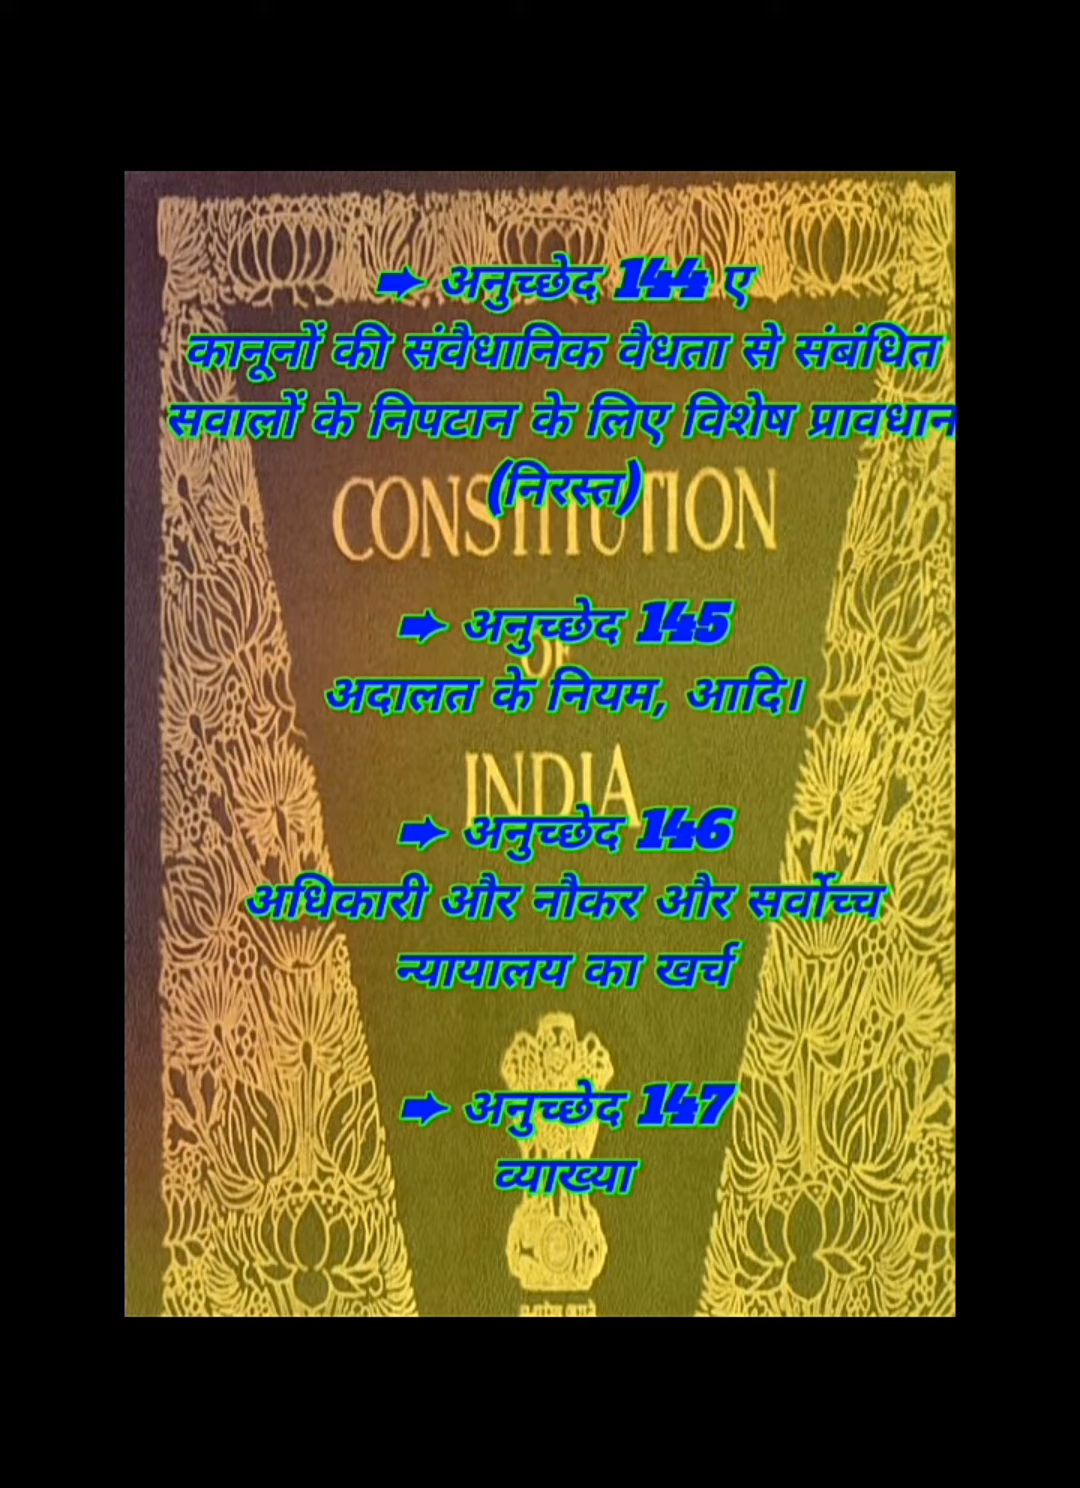 ➨ अनुच्छेद 144 ए
कानूनों की संवैधानिक वैधता से संबंधित
सवालों के निपटान के लिए विशेष प्रावधान
(निरस्त)
CONSTITUTION
➨ अनुच्छेद 145
OF
अदालत के नियम, आदि।
INDIA
➨ अनुच्छेद 146
अधिकारी और नौकर और सर्वोच्च
न्यायालय का खर्च
➨ अनुच्छेद 147
व्याख्या